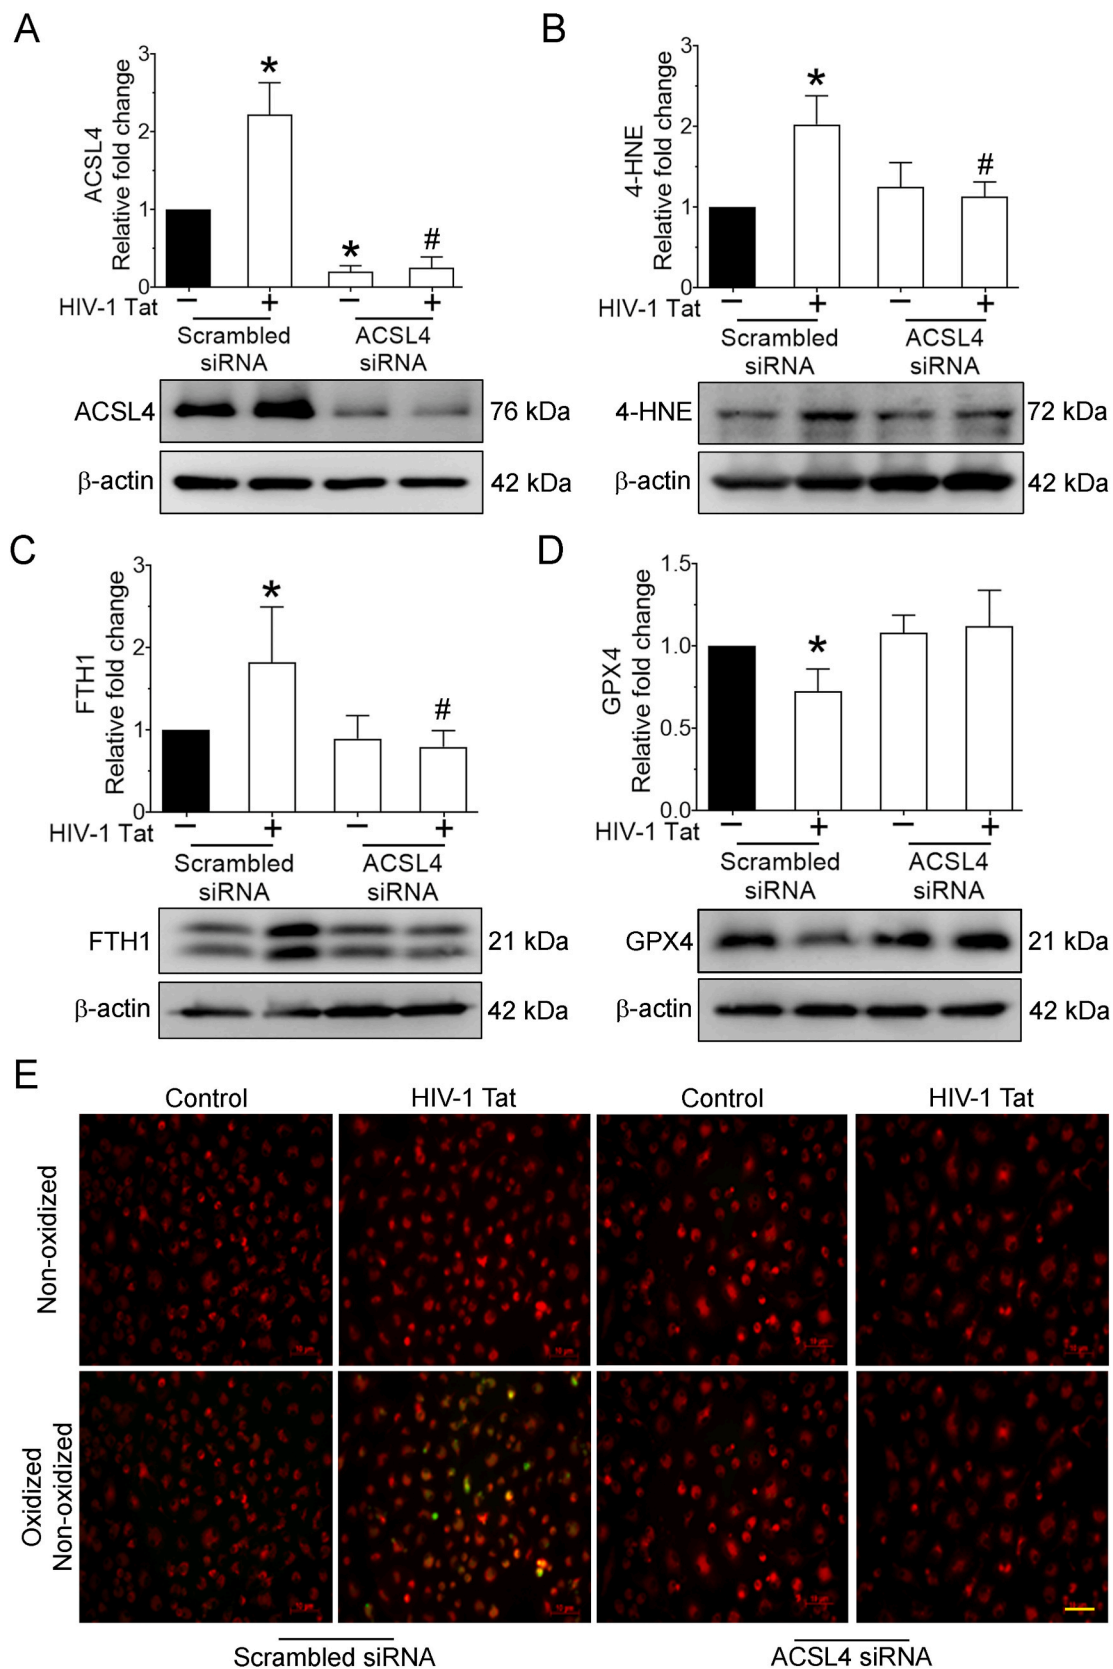 A
ACSL4
Relative fold change
3
2
1
0
*
*
#
HIV-1 Tat
− + − +
Scrambled siRNA
ACSL4 siRNA
ACSL4
76 kDa
β-actin
42 kDa
B
4-HNE
Relative fold change
3
2
1
0
*
#
HIV-1 Tat
− + − +
Scrambled siRNA
ACSL4 siRNA
4-HNE
72 kDa
β-actin
42 kDa
C
FTH1
Relative fold change
3
2
1
0
*
#
HIV-1 Tat
− + − +
Scrambled siRNA
ACSL4 siRNA
FTH1
21 kDa
β-actin
42 kDa
D
GPX4
Relative fold change
1.5
1.0
0.5
0.0
*
HIV-1 Tat
− + − +
Scrambled siRNA
ACSL4 siRNA
GPX4
21 kDa
β-actin
42 kDa
E
Control
HIV-1 Tat
Control
HIV-1 Tat
Non-oxidized
Oxidized
Non-oxidized
Scrambled siRNA
ACSL4 siRNA